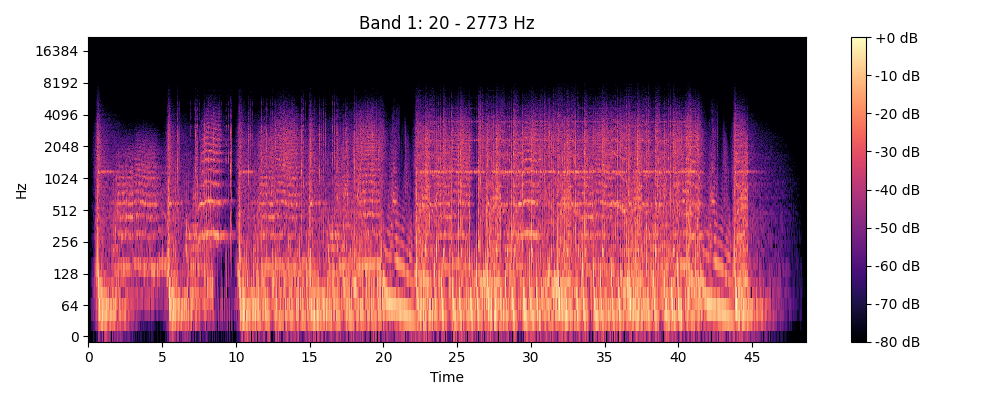 Band 1: 20 - 2773 Hz
16384
8192
4096
2048
1024
512
256
128
64
0
Hz
0 5 10 15 20 25 30 35 40 45
Time
+0 dB
-10 dB
-20 dB
-30 dB
-40 dB
-50 dB
-60 dB
-70 dB
-80 dB